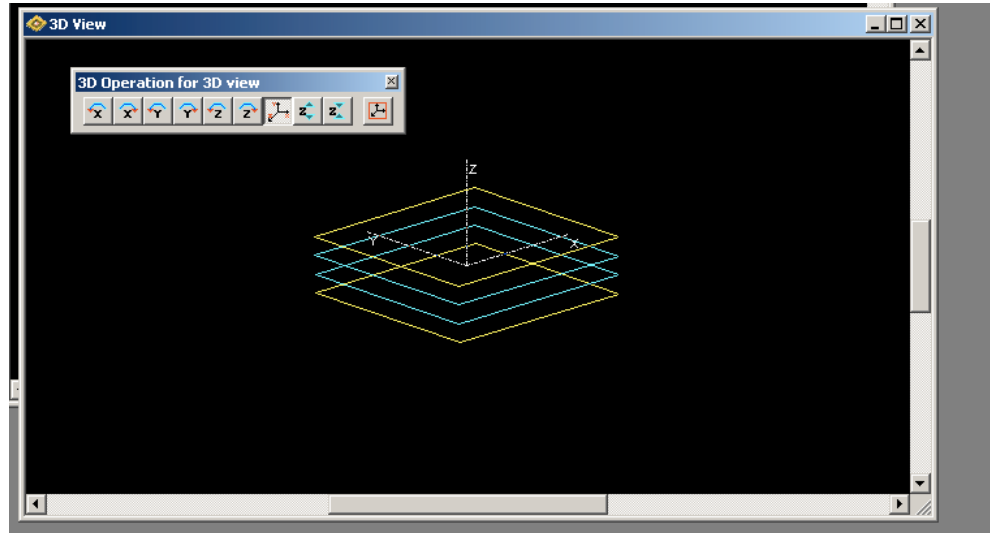 3D View
3D Operation for 3D view
X X Y Y Z Z Z Z
Z
Y X